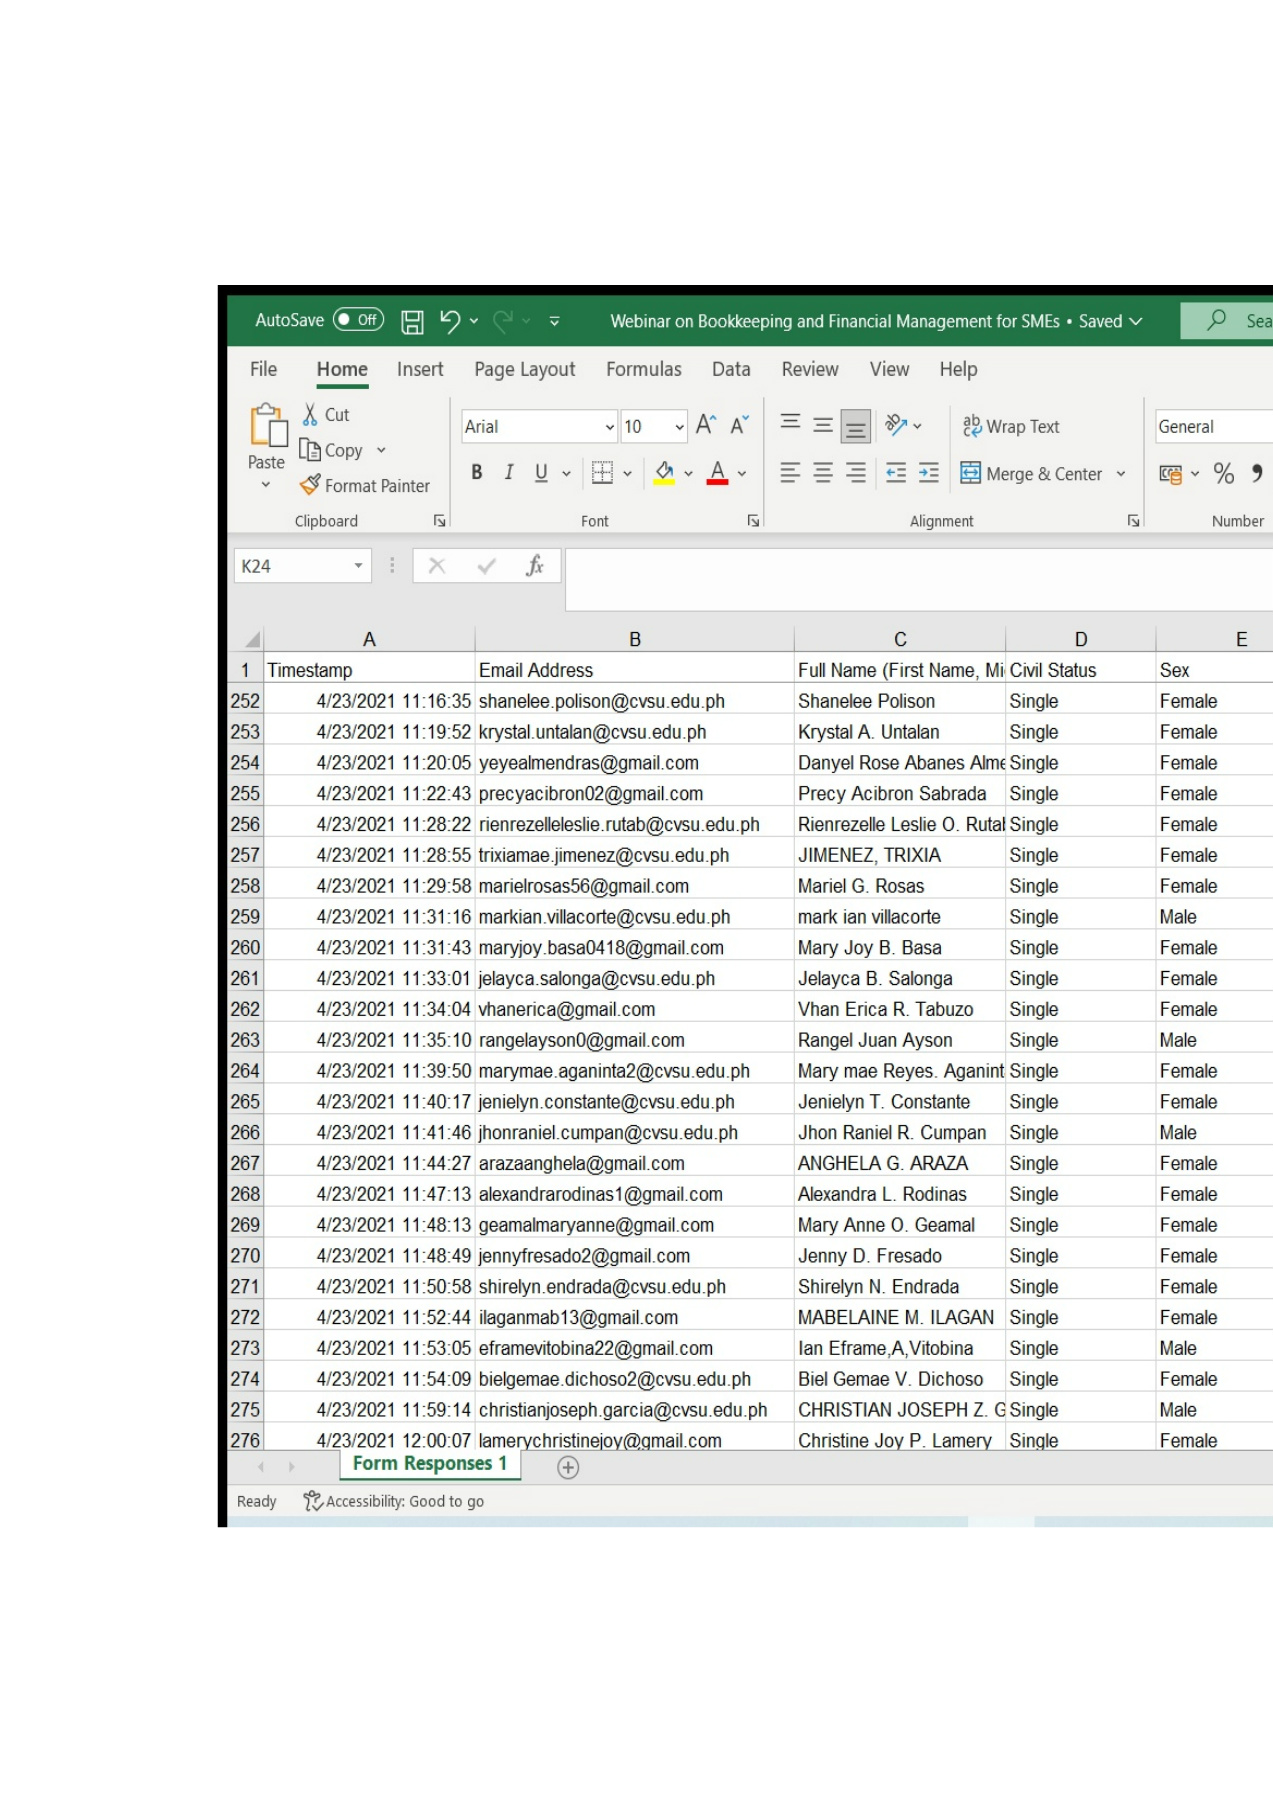 AutoSave Off Webinar on Bookkeeping and Financial Management for SMEs • Saved Sea
File Home Insert Page Layout Formulas Data Review View Help
Paste Cut Copy Format Painter Arial 10 B I U A Wrap Text Merge & Center General % ,
Clipboard Font Alignment Number
K24 fx
A B C D E
1 Timestamp Email Address Full Name (First Name, Mi Civil Status Sex
252 4/23/2021 11:16:35 shanelee.polison@cvsu.edu.ph Shanelee Polison Single Female
253 4/23/2021 11:19:52 krystal.untalan@cvsu.edu.ph Krystal A. Untalan Single Female
254 4/23/2021 11:20:05 yeyealmendras@gmail.com Danyel Rose Abanes Alme Single Female
255 4/23/2021 11:22:43 precyacibron02@gmail.com Precy Acibron Sabrada Single Female
256 4/23/2021 11:28:22 rienrezelleleslie.rutab@cvsu.edu.ph Rienrezelle Leslie O. Rutal Single Female
257 4/23/2021 11:28:55 trixiamae.jimenez@cvsu.edu.ph JIMENEZ, TRIXIA Single Female
258 4/23/2021 11:29:58 marielrosas56@gmail.com Mariel G. Rosas Single Female
259 4/23/2021 11:31:16 markian.villacorte@cvsu.edu.ph mark ian villacorte Single Male
260 4/23/2021 11:31:43 maryjoy.basa0418@gmail.com Mary Joy B. Basa Single Female
261 4/23/2021 11:33:01 jelayca.salonga@cvsu.edu.ph Jelayca B. Salonga Single Female
262 4/23/2021 11:34:04 vhanerica@gmail.com Vhan Erica R. Tabuzo Single Female
263 4/23/2021 11:35:10 rangelayson0@gmail.com Rangel Juan Ayson Single Male
264 4/23/2021 11:39:50 marymae.aganinta2@cvsu.edu.ph Mary mae Reyes. Aganint Single Female
265 4/23/2021 11:40:17 jenielyn.constante@cvsu.edu.ph Jenielyn T. Constante Single Female
266 4/23/2021 11:41:46 jhonraniel.cumpan@cvsu.edu.ph Jhon Raniel R. Cumpan Single Male
267 4/23/2021 11:44:27 arazaanghela@gmail.com ANGHELA G. ARAZA Single Female
268 4/23/2021 11:47:13 alexandrarodinas1@gmail.com Alexandra L. Rodinas Single Female
269 4/23/2021 11:48:13 geamalmaryanne@gmail.com Mary Anne O. Geamal Single Female
270 4/23/2021 11:48:49 jennyfresado2@gmail.com Jenny D. Fresado Single Female
271 4/23/2021 11:50:58 shirelyn.endrada@cvsu.edu.ph Shirelyn N. Endrada Single Female
272 4/23/2021 11:52:44 ilaganmab13@gmail.com MABELAINE M. ILAGAN Single Female
273 4/23/2021 11:53:05 eframevitobina22@gmail.com Ian Eframe,A,Vitobina Single Male
274 4/23/2021 11:54:09 bielgemae.dichoso2@cvsu.edu.ph Biel Gemae V. Dichoso Single Female
275 4/23/2021 11:59:14 christianjoseph.garcia@cvsu.edu.ph CHRISTIAN JOSEPH Z. G Single Male
276 4/23/2021 12:00:07 lamerychristinejoy@gmail.com Christine Joy P. Lamery Single Female
Form Responses 1
Ready Accessibility: Good to go